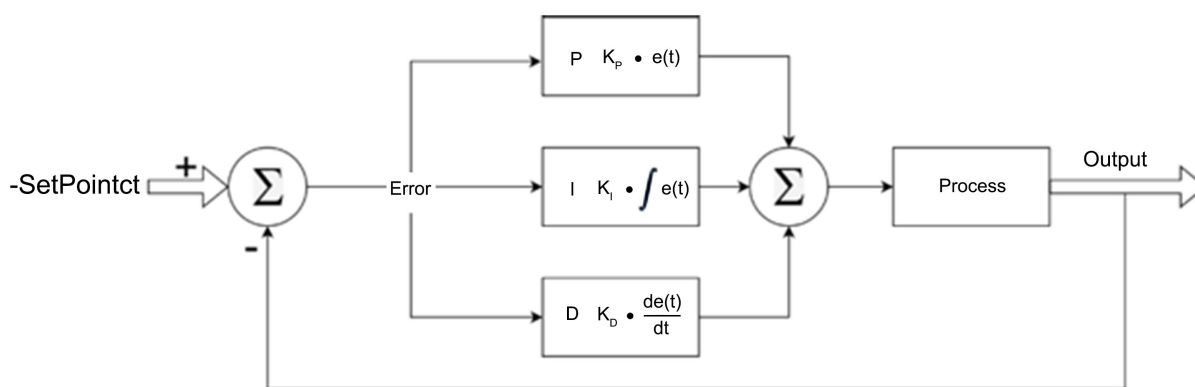 P K_P • e(t)
+
-SetPointct
Σ
Error
I K_I • ∫ e(t)
Σ
Process
Output
-
D K_D • de(t)/dt